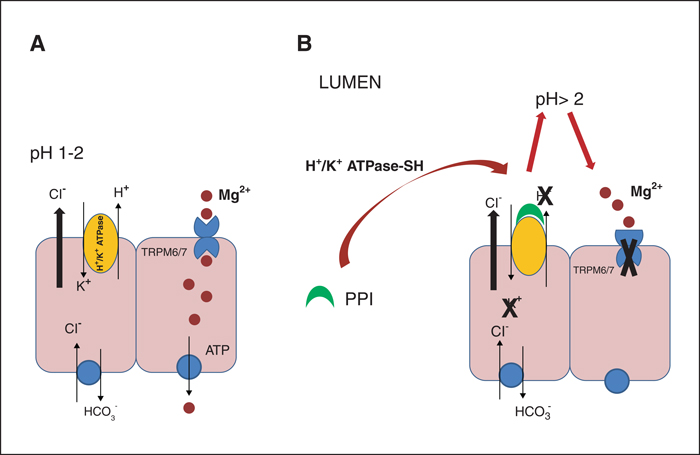 A
pH 1-2
Cl-
H+
H+/K+ ATPase
K+
Mg2+
TRPM6/7
Cl-
HCO3-
ATP
B
LUMEN
pH> 2
H+/K+ ATPase-SH
PPI
Cl-
H+
Mg2+
TRPM6/7
K+
Cl-
HCO3-